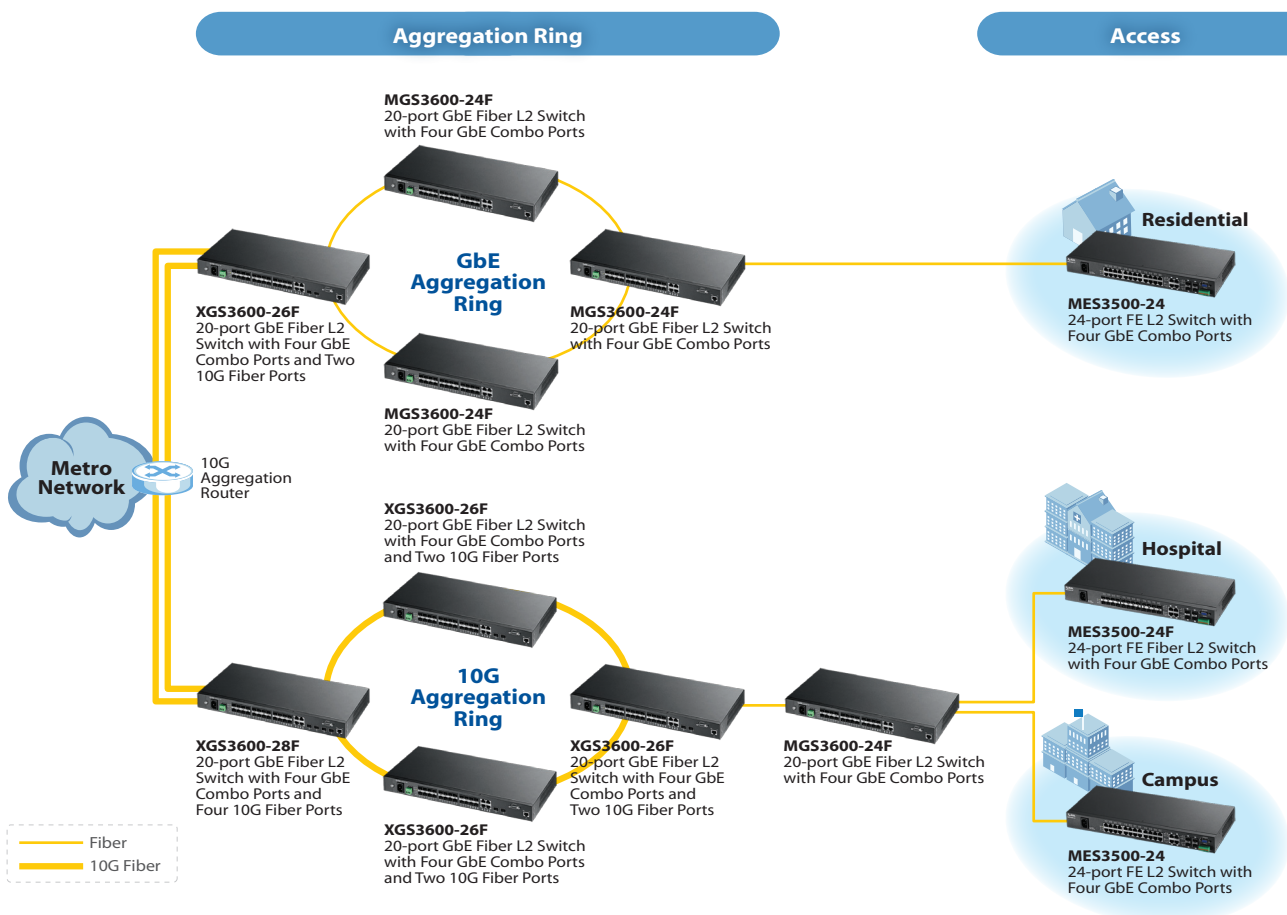 Aggregation Ring
Access
MGS3600-24F
20-port GbE Fiber L2 Switch
with Four GbE Combo Ports
XGS3600-26F
20-port GbE Fiber L2
Switch with Four GbE
Combo Ports and Two
10G Fiber Ports
GbE
Aggregation
Ring
MGS3600-24F
20-port GbE Fiber L2 Switch
with Four GbE Combo Ports
MGS3600-24F
20-port GbE Fiber L2 Switch
with Four GbE Combo Ports
Residential
MES3500-24
24-port FE L2 Switch with
Four GbE Combo Ports
Metro
Network
10G
Aggregation
Router
XGS3600-26F
20-port GbE Fiber L2 Switch
with Four GbE Combo Ports
and Two 10G Fiber Ports
XGS3600-28F
20-port GbE Fiber L2
Switch with Four GbE
Combo Ports and
Four 10G Fiber Ports
10G
Aggregation
Ring
XGS3600-26F
20-port GbE Fiber L2
Switch with Four GbE
Combo Ports and
Two 10G Fiber Ports
XGS3600-26F
20-port GbE Fiber L2 Switch
with Four GbE Combo Ports
and Two 10G Fiber Ports
MGS3600-24F
20-port GbE Fiber L2 Switch
with Four GbE Combo Ports
Hospital
MES3500-24F
24-port FE Fiber L2 Switch
with Four GbE Combo Ports
Campus
MES3500-24
24-port FE L2 Switch with
Four GbE Combo Ports
Fiber
10G Fiber